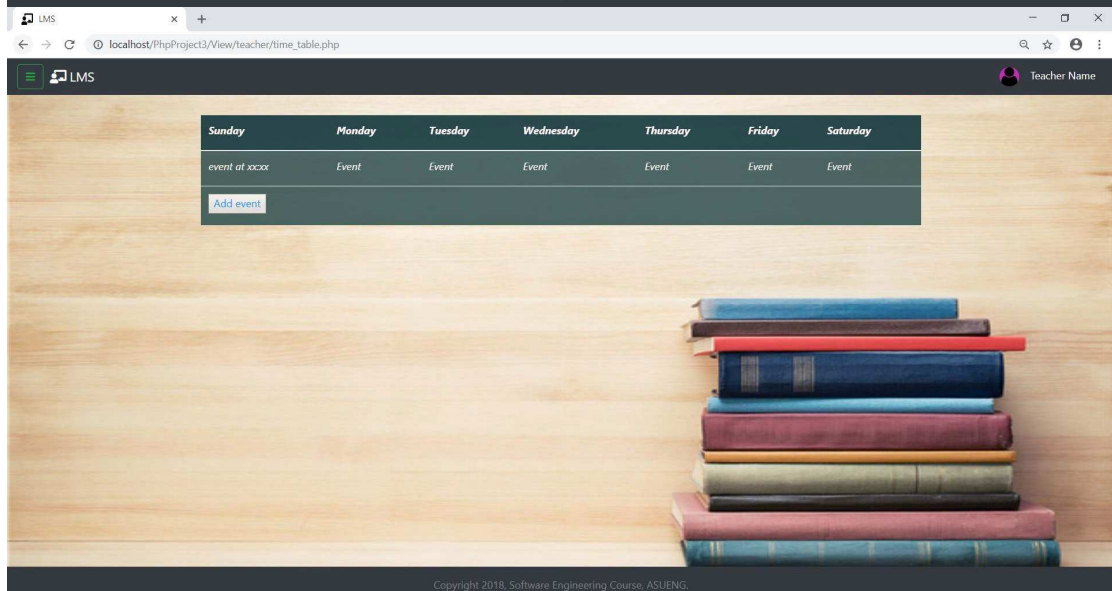 LMS
localhost/PhpProject3/View/teacher/time_table.php
LMS Teacher Name
Sunday Monday Tuesday Wednesday Thursday Friday Saturday
event at xx:xx Event Event Event Event Event Event
Add event
Copyright 2018, Software Engineering Course, ASUENG.